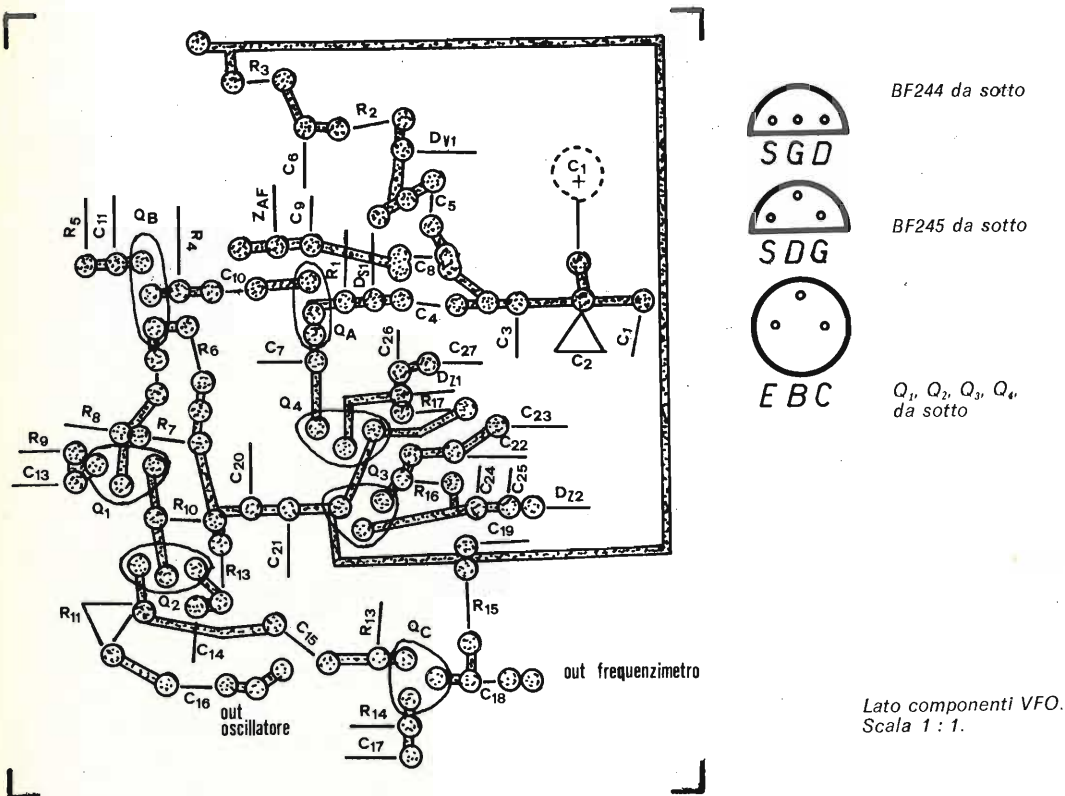 R3
R2
DV1
C6
C5
C1
+
R5
C11
QB
R4
ZAF
C9
C10
R1
DS1
C8
C4
C3
C2
C1
R6
C7
QA
C26
C27
DZ1
R17
Q4
C23
C22
R8
R7
R9
C13
Q1
C20
Q3
R16
C24
C25
DZ2
R10
C21
C19
R13
Q2
R11
C14
C15
R13
QC
R15
C16
C18
out frequenzimetro
out
oscillatore
R14
C17
BF244 da sotto
S G D
BF245 da sotto
S D G
E B C
Q1, Q2, Q3, Q4,
da sotto
Lato componenti VFO.
Scala 1 : 1.